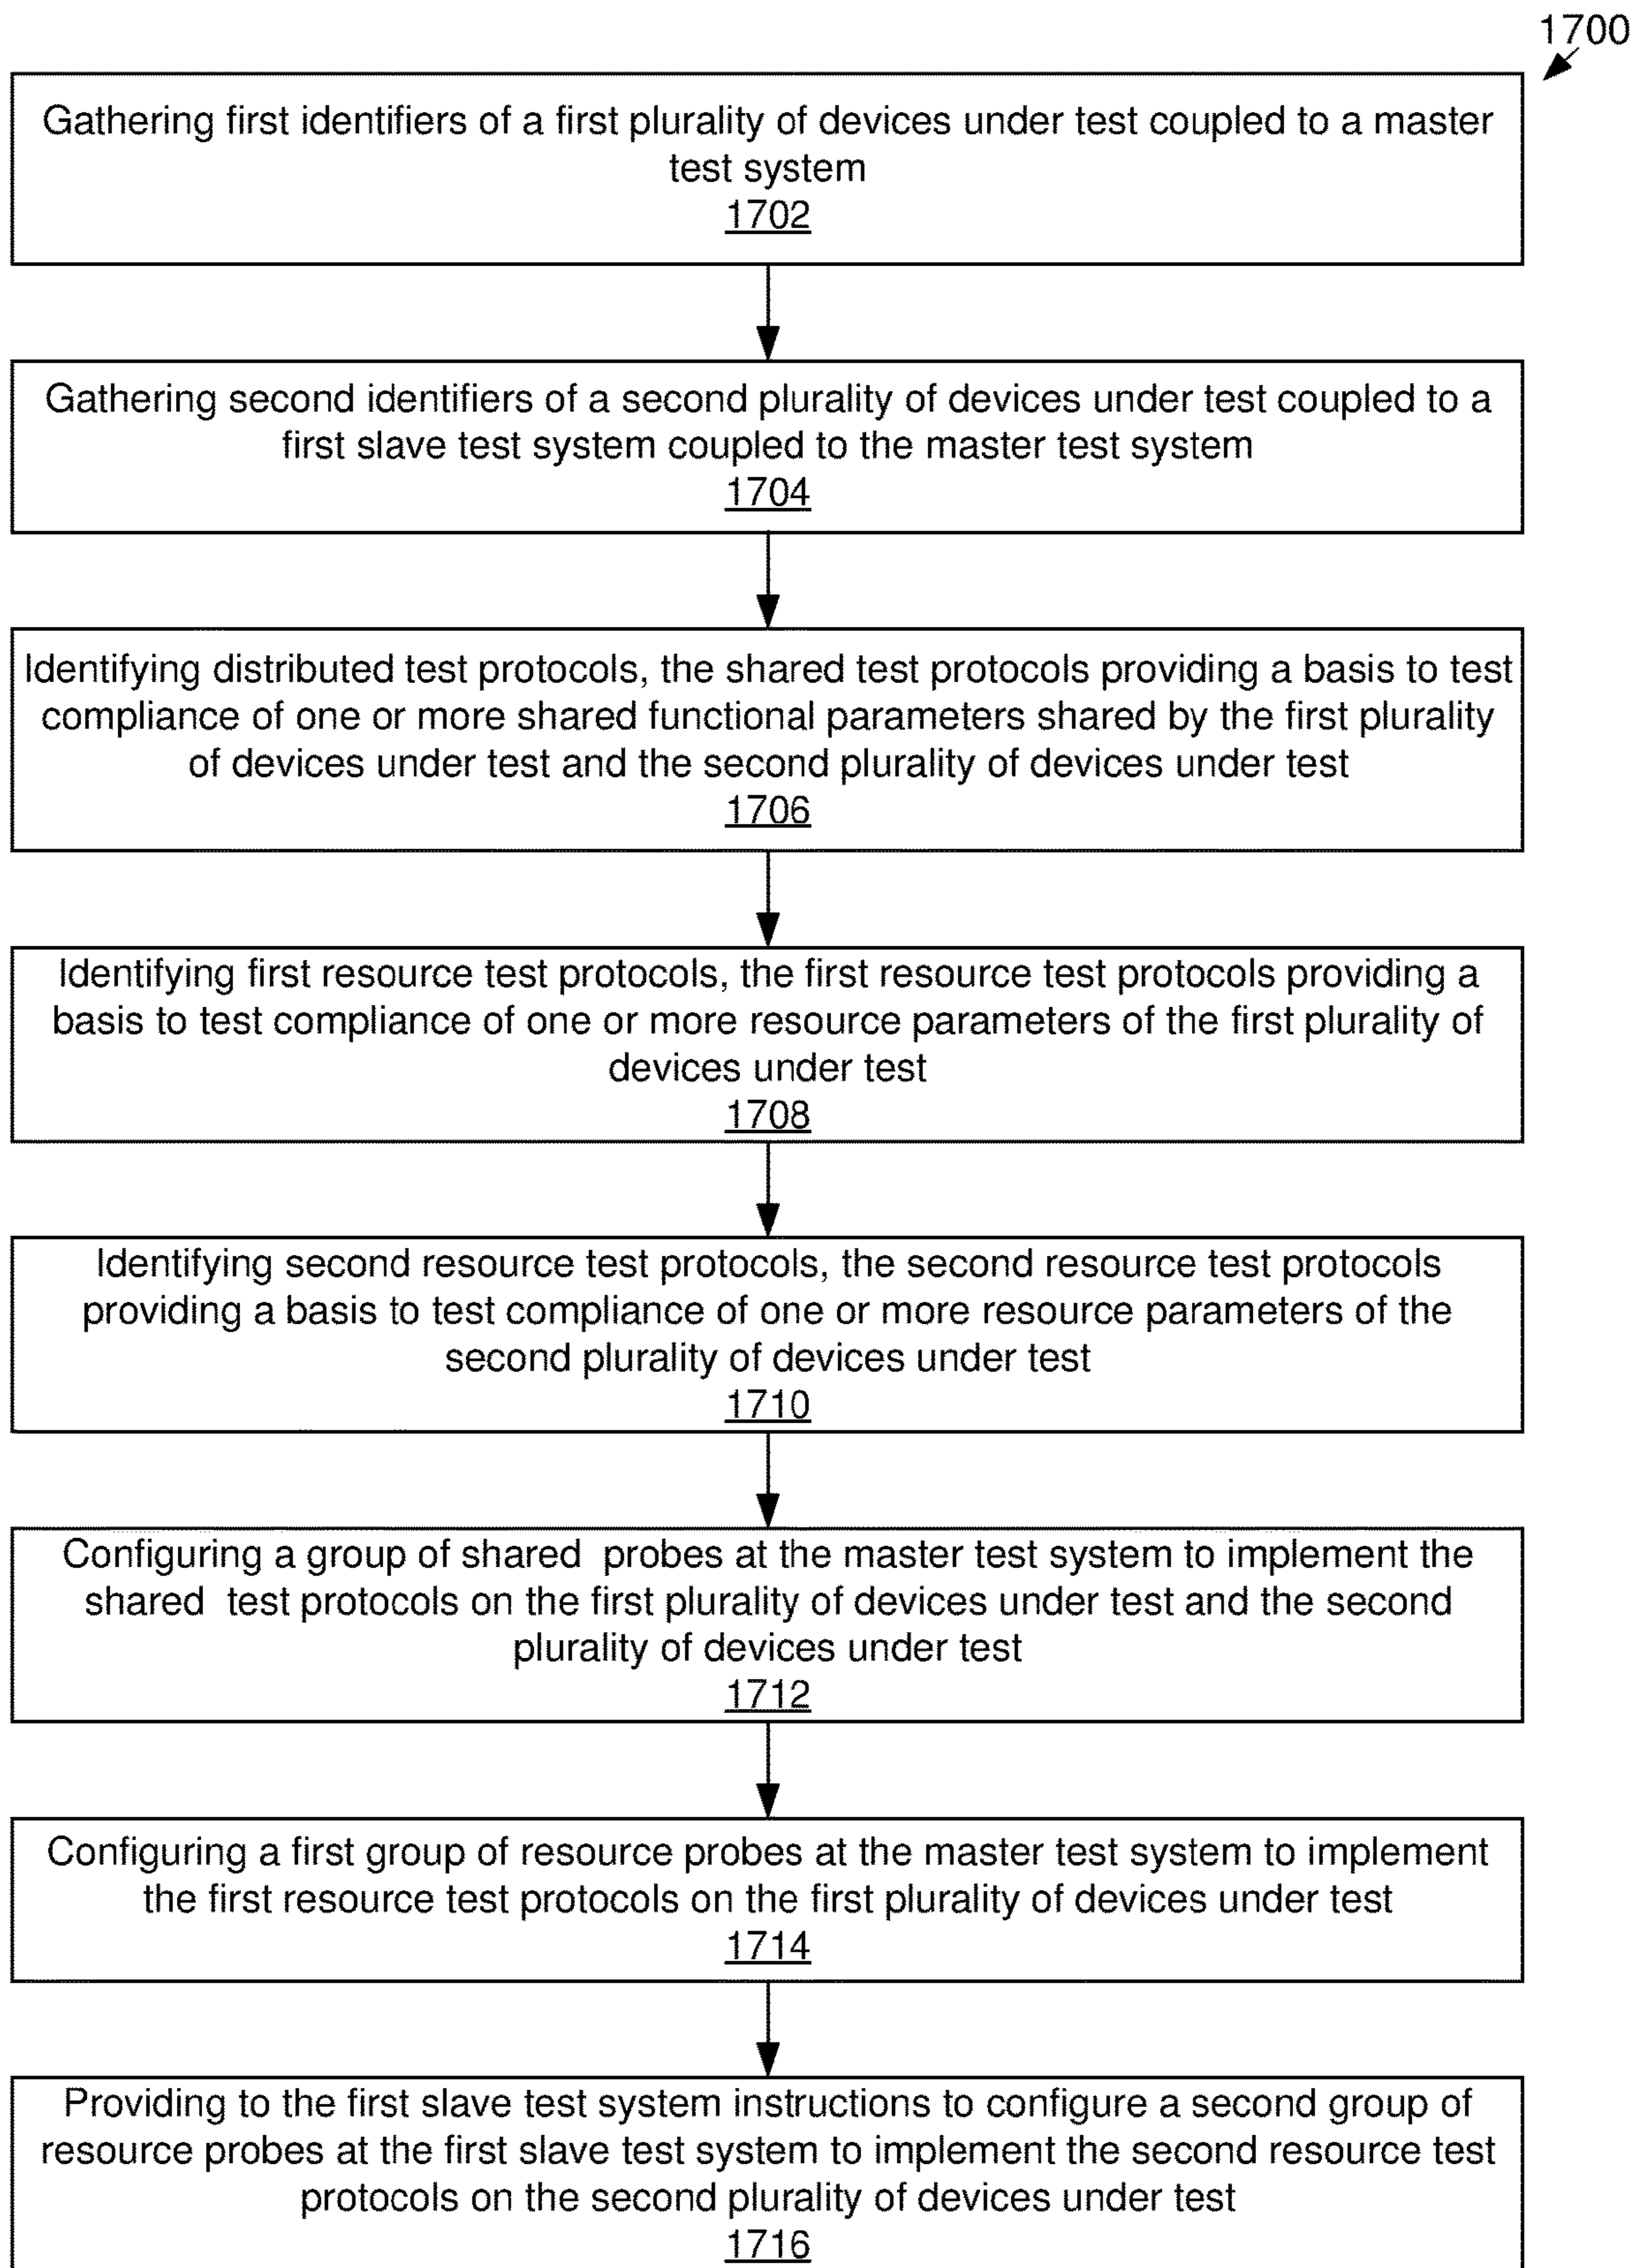 1700
Gathering first identifiers of a first plurality of devices under test coupled to a master
test system
1702
Gathering second identifiers of a second plurality of devices under test coupled to a
first slave test system coupled to the master test system
1704
Identifying distributed test protocols, the shared test protocols providing a basis to test
compliance of one or more shared functional parameters shared by the first plurality
of devices under test and the second plurality of devices under test
1706
Identifying first resource test protocols, the first resource test protocols providing a
basis to test compliance of one or more resource parameters of the first plurality of
devices under test
1708
Identifying second resource test protocols, the second resource test protocols
providing a basis to test compliance of one or more resource parameters of the
second plurality of devices under test
1710
Configuring a group of shared probes at the master test system to implement the
shared test protocols on the first plurality of devices under test and the second
plurality of devices under test
1712
Configuring a first group of resource probes at the master test system to implement
the first resource test protocols on the first plurality of devices under test
1714
Providing to the first slave test system instructions to configure a second group of
resource probes at the first slave test system to implement the second resource test
protocols on the second plurality of devices under test
1716